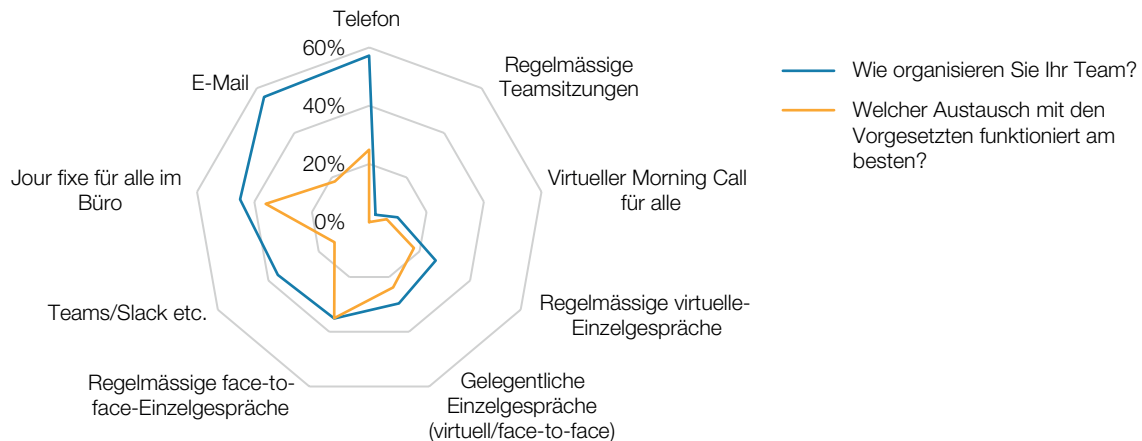 Telefon
60%
40%
20%
0%
Regelmässige
Teamsitzungen
Virtueller Morning Call
für alle
Regelmässige virtuelle-
Einzelgespräche
Gelegentliche
Einzelgespräche
(virtuell/face-to-face)
Regelmässige face-to-
face-Einzelgespräche
Teams/Slack etc.
Jour fixe für alle im
Büro
E-Mail
Wie organisieren Sie Ihr Team?
Welcher Austausch mit den
Vorgesetzten funktioniert am
besten?